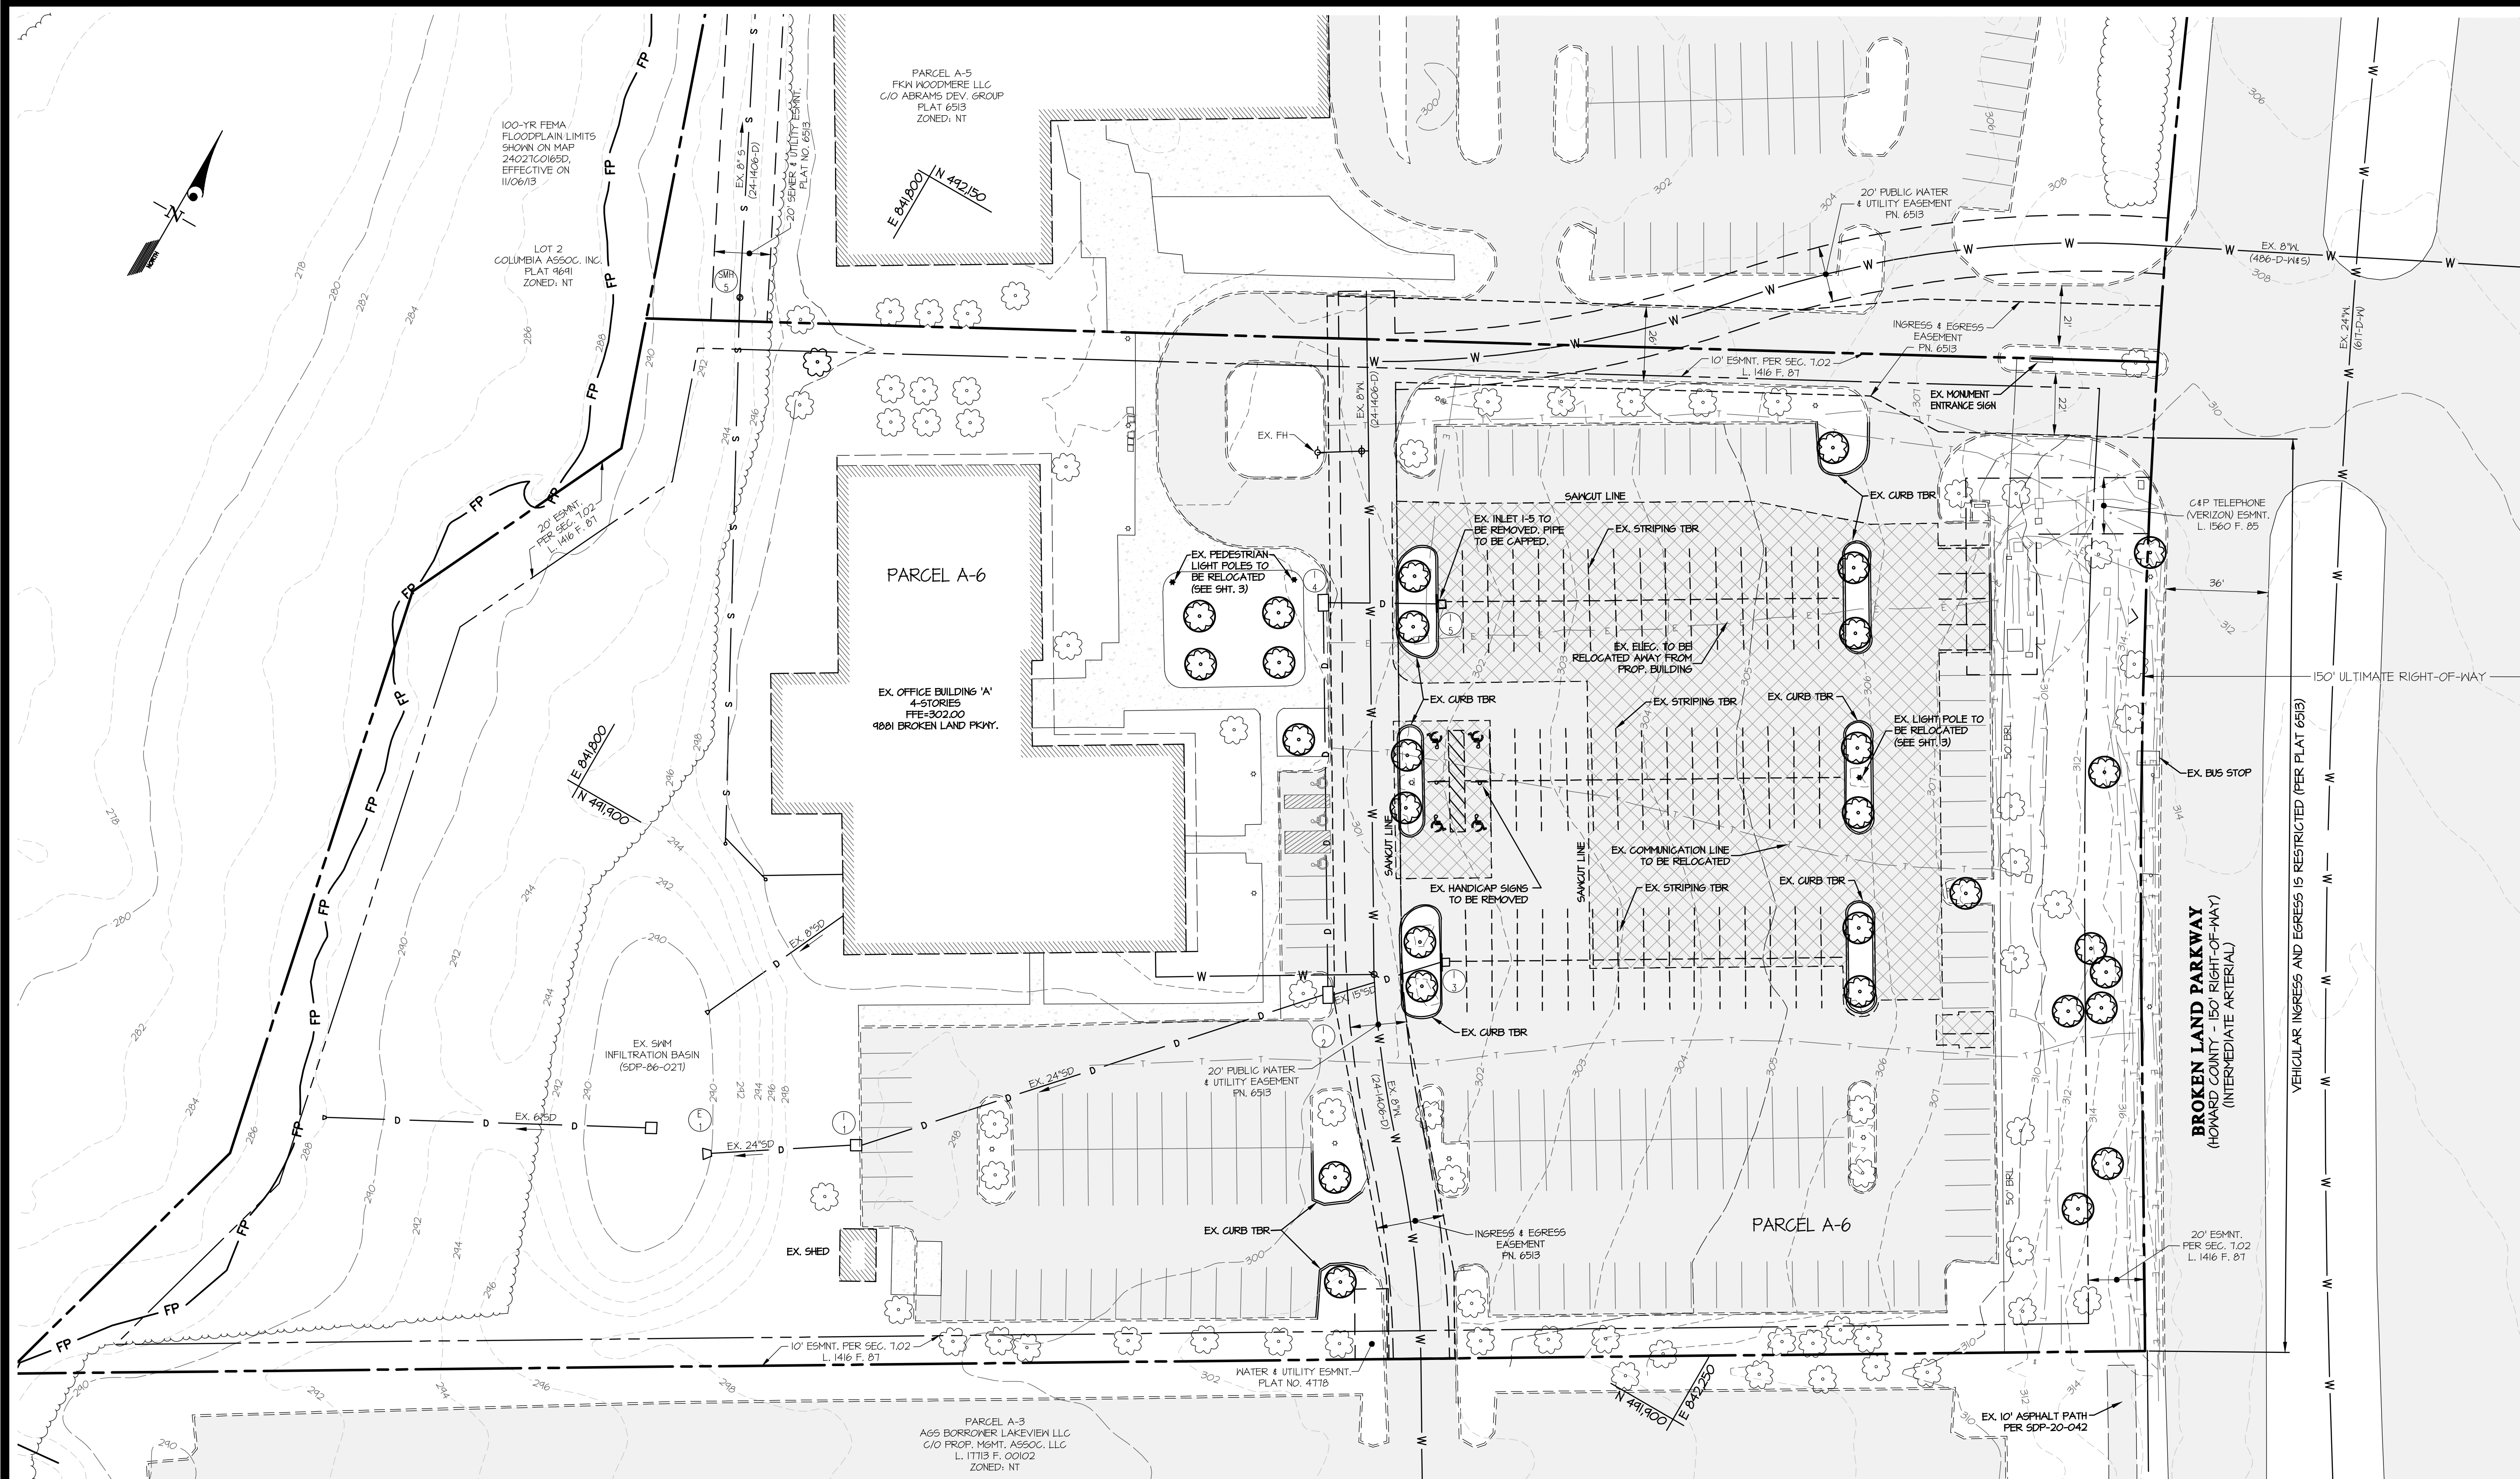 PARCEL A-5
FKW WOODMERE LLC
C/O ABRAMS DEV. GROUP
PLAT 6513
ZONED: NT
100-YR FEMA
FLOODPLAIN LIMITS
SHOWN ON MAP
24027C0165D,
EFFECTIVE ON
11/06/13
EX. 8" S
(24-1406-D)
20' SEWER & UTILITY ESMNT.
PLAT NO. 6513
E 841,800
N 492,150
NORTH
LOT 2
COLUMBIA ASSOC. INC.
PLAT 9691
ZONED: NT
SMH
5
20' PUBLIC WATER
& UTILITY EASEMENT
PN. 6513
EX. 8"W.
(486-D-W&S)
EX. 24"W.
(617-D-W)
INGRESS & EGRESS
EASEMENT
PN. 6513
26'
21'
22'
10' ESMNT. PER SEC. 7.02
L. 1416 F. 87
EX. MONUMENT
ENTRANCE SIGN
EX. 8"W.
(24-1406-D)
EX. FH
20' ESMNT.
PER SEC. 7.02
L. 1416 F. 87
SAWCUT LINE
EX. CURB TBR
EX. INLET I-5 TO
BE REMOVED. PIPE
TO BE CAPPED.
EX. STRIPING TBR
C&P TELEPHONE
(VERIZON) ESMNT.
L. 1560 F. 85
EX. PEDESTRIAN
LIGHT POLES TO
BE RELOCATED
(SEE SHT. 3)
PARCEL A-6
I
4
I
5
36'
EX. ELEC. TO BE
RELOCATED AWAY FROM
PROP. BUILDING
150' ULTIMATE RIGHT-OF-WAY
EX. OFFICE BUILDING 'A'
4-STORIES
FFE=302.00
9881 BROKEN LAND PKWY.
EX. CURB TBR
EX. STRIPING TBR
EX. CURB TBR
EX. LIGHT POLE TO
BE RELOCATED
(SEE SHT. 3)
50' BRL
EX. BUS STOP
E 841,800
N 491,900
SAWCUT LINE
SAWCUT LINE
EX. COMMUNICATION LINE
TO BE RELOCATED
EX. HANDICAP SIGNS
TO BE REMOVED
EX. STRIPING TBR
EX. CURB TBR
VEHICULAR INGRESS AND EGRESS IS RESTRICTED (PER PLAT 6513)
BROKEN LAND PARKWAY
(HOWARD COUNTY - 150' RIGHT-OF-WAY)
(INTERMEDIATE ARTERIAL)
EX. 8"SD
EX. 15"SD
I
3
EX. CURB TBR
I
2
EX. SWM
INFILTRATION BASIN
(SDP-86-027)
EX. 24"SD
20' PUBLIC WATER
& UTILITY EASEMENT
PN. 6513
EX. 8"W.
(24-1406-D)
EX. 6"SD
E
1
I
1
EX. 24"SD
50' BRL
PARCEL A-6
EX. CURB TBR
EX. SHED
INGRESS & EGRESS
EASEMENT
PN. 6513
20' ESMNT.
PER SEC. 7.02
L. 1416 F. 87
10' ESMNT. PER SEC. 7.02
L. 1416 F. 87
WATER & UTILITY ESMNT.
PLAT NO. 4778
N 491,900
E 842,250
EX. 10' ASPHALT PATH
PER SDP-20-042
PARCEL A-3
AGS BORROWER LAKEVIEW LLC
C/O PROP. MGMT. ASSOC. LLC
L. 17713 F. 00102
ZONED: NT